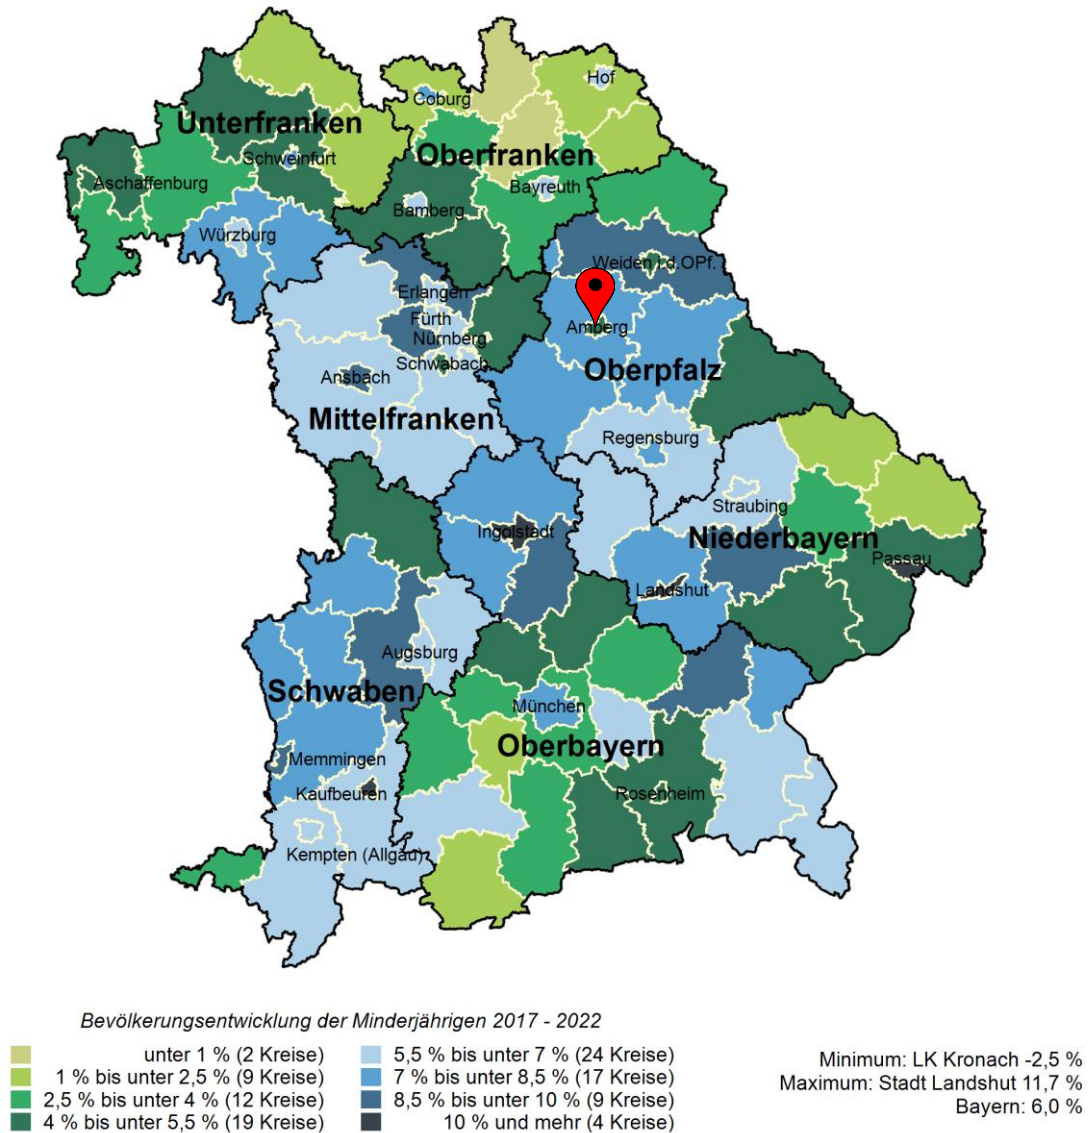 Hof
Coburg
Unterfranken
Oberfranken
Schweinfurt
Aschaffenburg
Bayreuth
Bamberg
Würzburg
Weiden i.d.OPf.
Erlangen
Fürth
Amberg
Nürnberg
Schwabach
Oberpfalz
Ansbach
Mittelfranken
Regensburg
Straubing
Ingolstadt
Niederbayern
Passau
Landshut
Augsburg
Schwaben
München
Oberbayern
Memmingen
Kaufbeuren
Rosenheim
Kempten (Allgäu)
Bevölkerungsentwicklung der Minderjährigen 2017 - 2022
unter 1 % (2 Kreise)
1 % bis unter 2,5 % (9 Kreise)
2,5 % bis unter 4 % (12 Kreise)
4 % bis unter 5,5 % (19 Kreise)
5,5 % bis unter 7 % (24 Kreise)
7 % bis unter 8,5 % (17 Kreise)
8,5 % bis unter 10 % (9 Kreise)
10 % und mehr (4 Kreise)
Minimum: LK Kronach -2,5 %
Maximum: Stadt Landshut 11,7 %
Bayern: 6,0 %